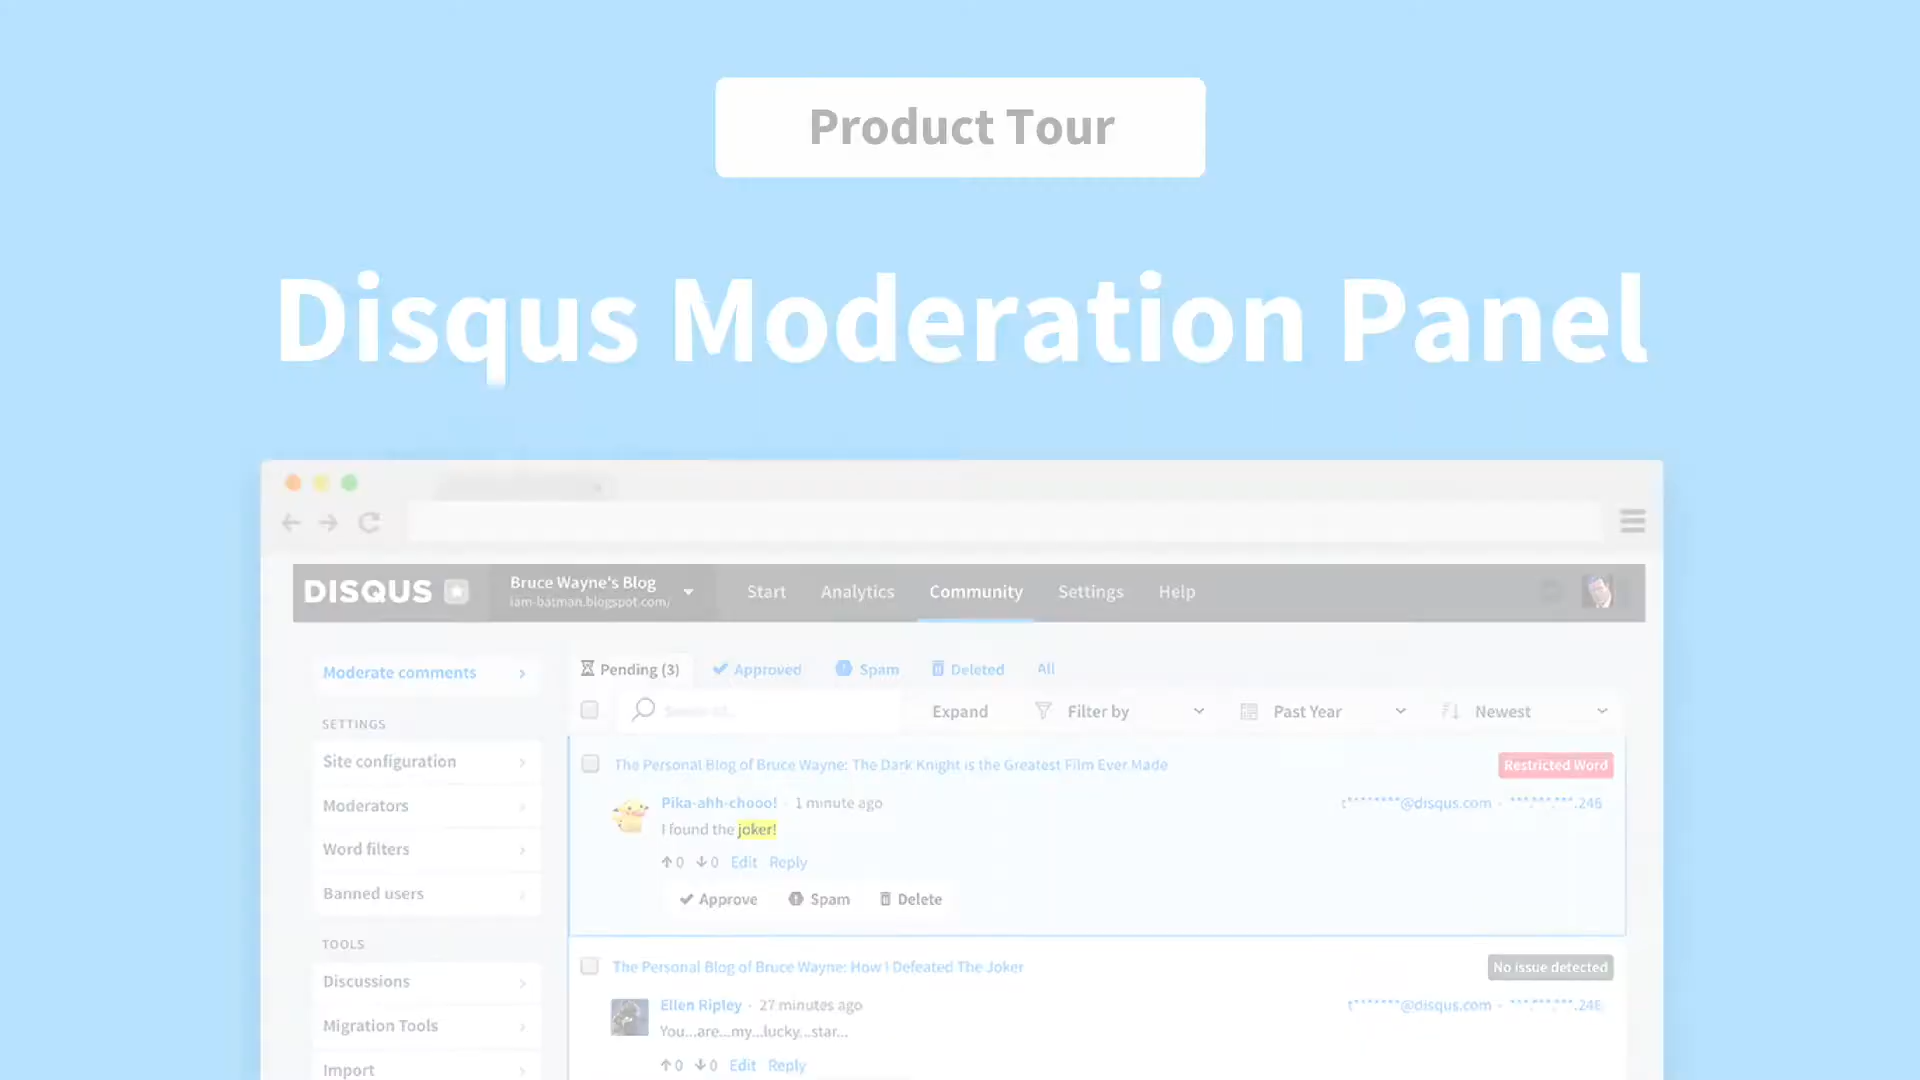 Product Tour
Disqus Moderation Panel
DISQUS
Bruce Wayne's Blog
iam-batman.blogspot.com/
Start Analytics Community Settings Help
Moderate comments
SETTINGS
Site configuration
Moderators
Word filters
Banned users
TOOLS
Discussions
Migration Tools
Import
Pending (3) Approved Spam Deleted All
Expand Filter by Past Year Newest
The Personal Blog of Bruce Wayne: The Dark Knight is the Greatest Film Ever Made
Restricted Word
Pika-ahh-chooo! · 1 minute ago
t********@disqus.com · ***.***.***.246
I found the joker!
0 0 Edit Reply
Approve Spam Delete
The Personal Blog of Bruce Wayne: How I Defeated The Joker
No issue detected
Ellen Ripley · 27 minutes ago
t*******@disqus.com
You...are...my...lucky...star...
0 0 Edit Reply